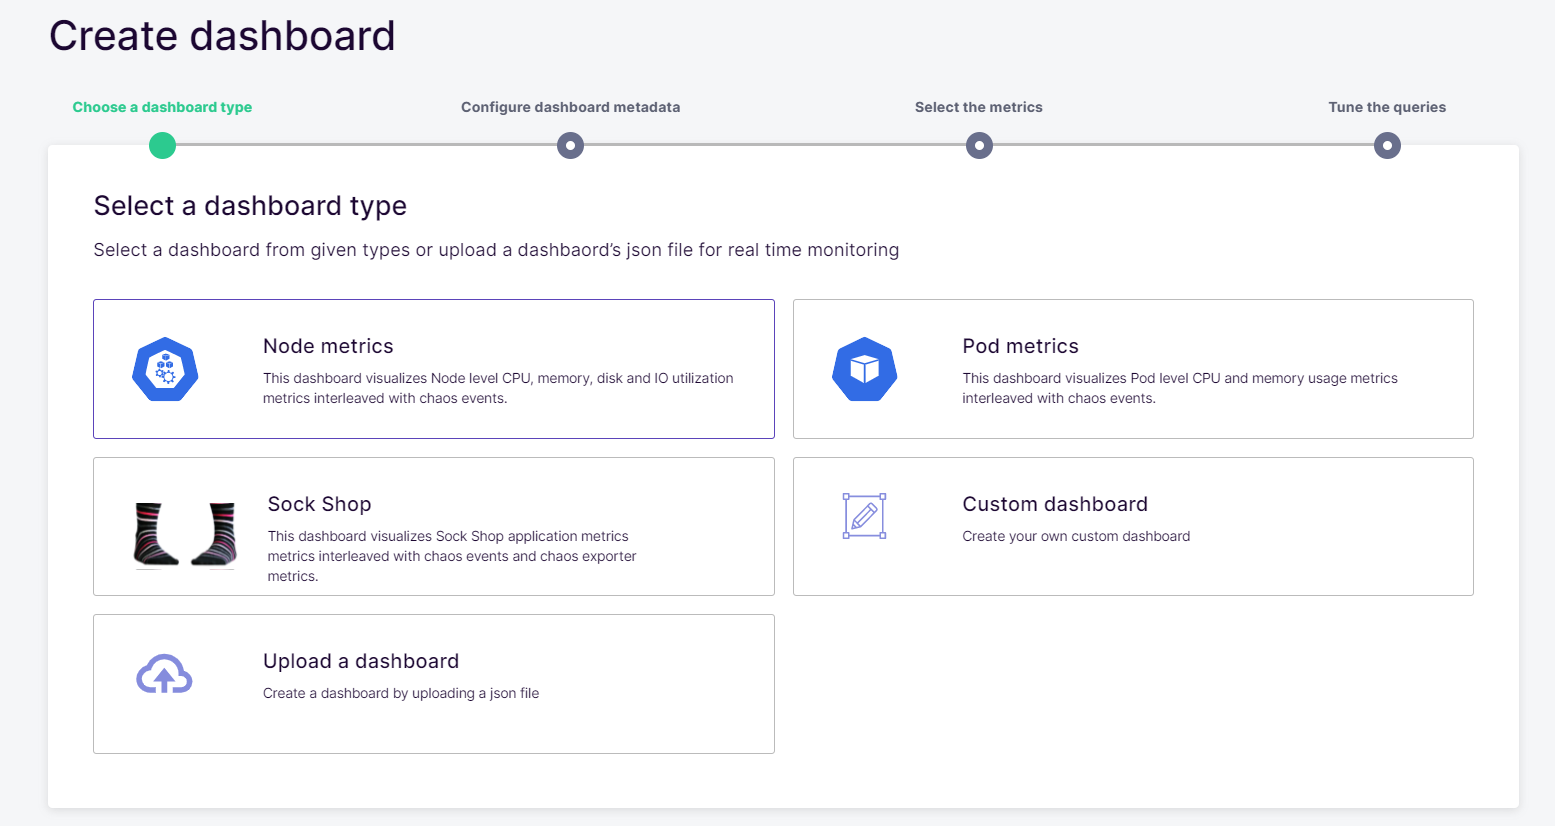 Create dashboard
Choose a dashboard type
Configure dashboard metadata
Select the metrics
Tune the queries
Select a dashboard type
Select a dashboard from given types or upload a dashbaord’s json file for real time monitoring
Node metrics
This dashboard visualizes Node level CPU, memory, disk and IO utilization
metrics interleaved with chaos events.
Pod metrics
This dashboard visualizes Pod level CPU and memory usage metrics
interleaved with chaos events.
Sock Shop
This dashboard visualizes Sock Shop application metrics
metrics interleaved with chaos events and chaos exporter
metrics.
Custom dashboard
Create your own custom dashboard
Upload a dashboard
Create a dashboard by uploading a json file